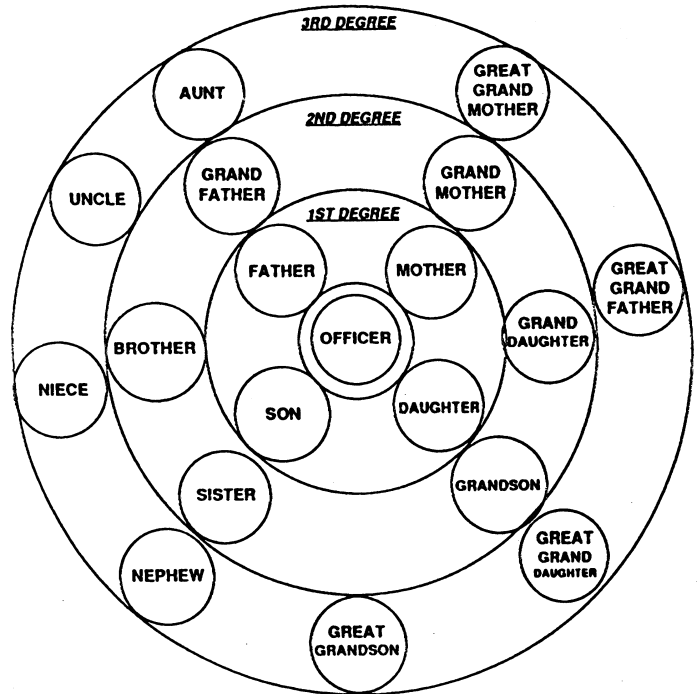 3RD DEGREE
AUNT
GREAT
GRAND
MOTHER
2ND DEGREE
UNCLE
GRAND
FATHER
GRAND
MOTHER
1ST DEGREE
FATHER
MOTHER
GREAT
GRAND
FATHER
OFFICER
BROTHER
GRAND
DAUGHTER
NIECE
SON
DAUGHTER
SISTER
GRANDSON
NEPHEW
GREAT
GRAND
DAUGHTER
GREAT
GRANDSON